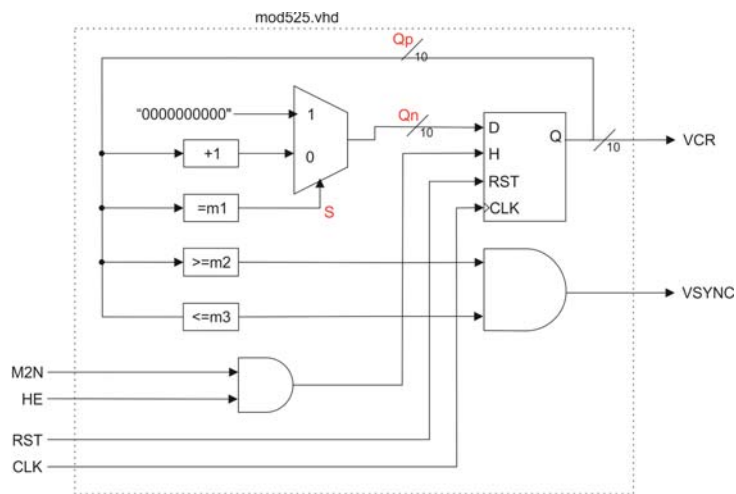 mod525.vhd
Qp
10
"0000000000"
1
Qn
10
D
Q
10
VCR
+1
0
H
RST
=m1
S
CLK
>=m2
VSYNC
<=m3
M2N
HE
RST
CLK